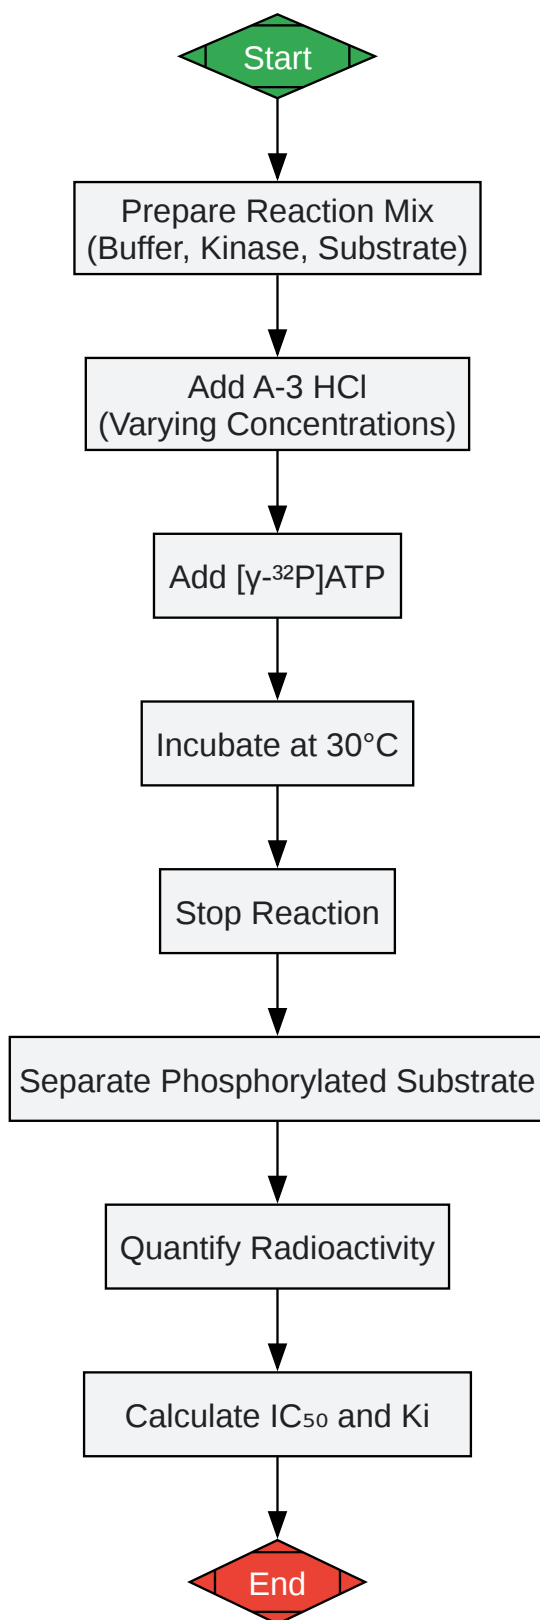 Start
Prepare Reaction Mix
(Buffer, Kinase, Substrate)
Add A-3 HCl
(Varying Concentrations)
Add [γ-³²P]ATP
Incubate at 30°C
Stop Reaction
Separate Phosphorylated Substrate
Quantify Radioactivity
Calculate IC₅₀ and Ki
End